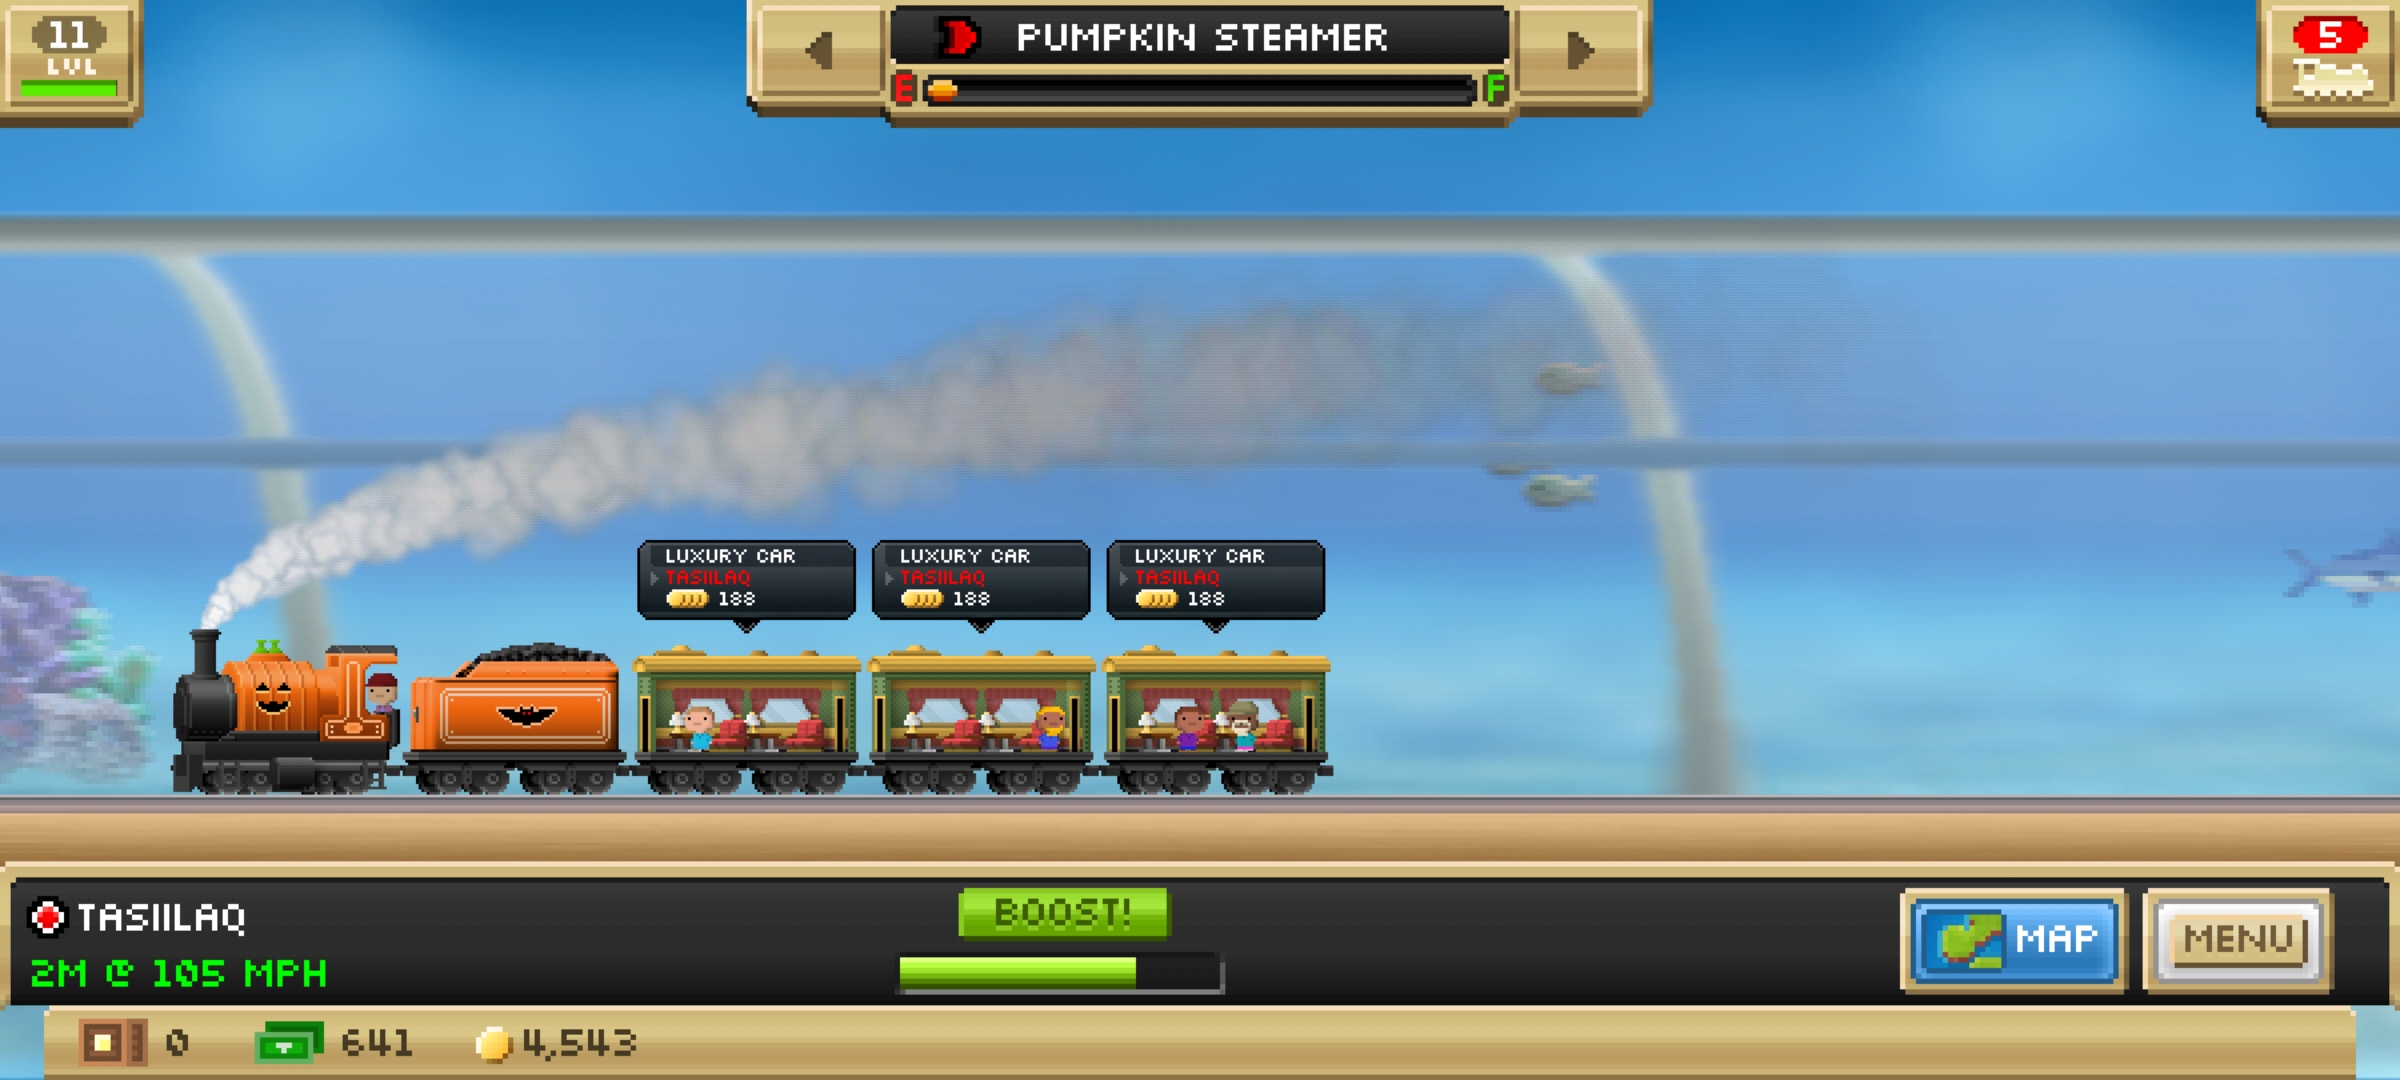 11
LVL
PUMPKIN STEAMER
E F
5
LUXURY CAR
TASIILAQ
188
LUXURY CAR
TASIILAQ
188
LUXURY CAR
TASIILAQ
188
TASIILAQ
2M @ 105 MPH
BOOST!
MAP
MENU
0 641 4,543